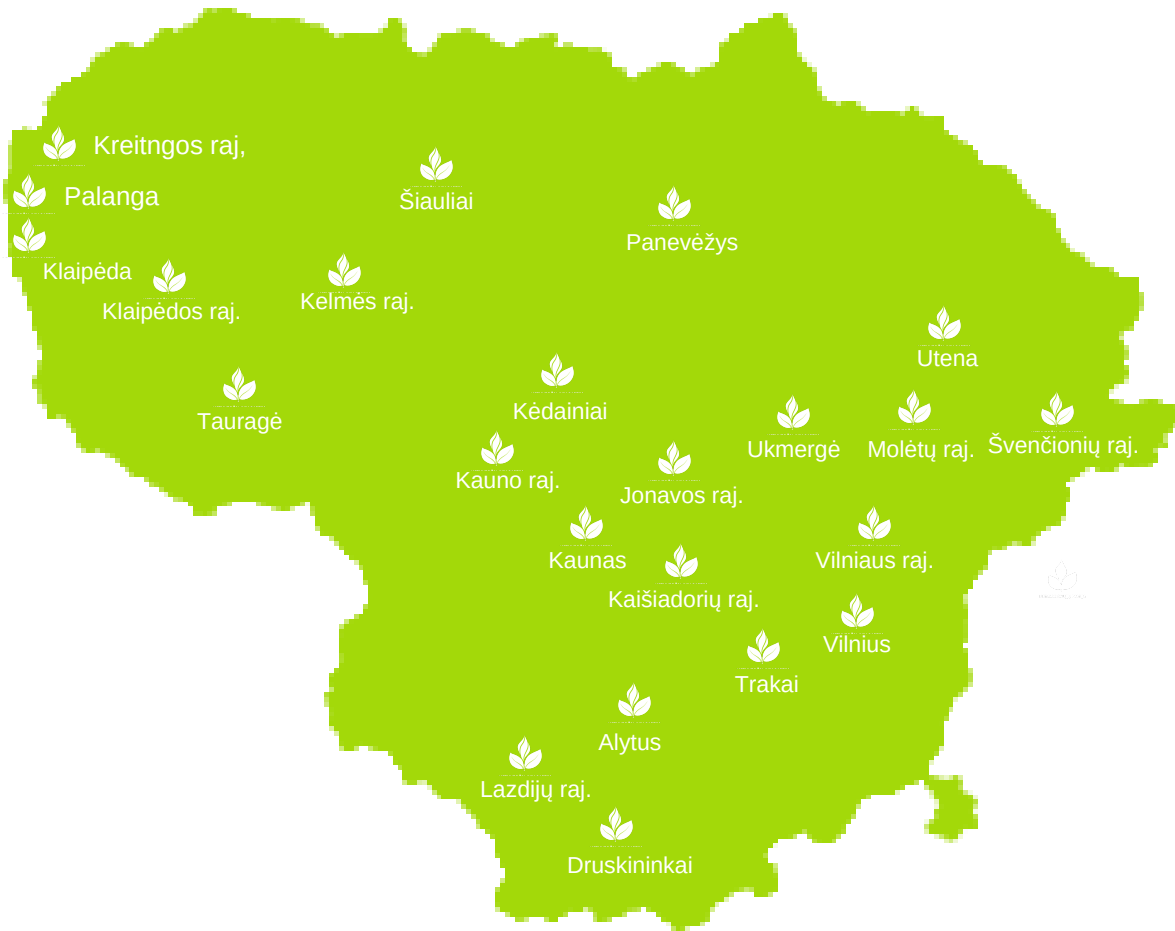 Kreitngos raj,
Palanga
Šiauliai
Panevėžys
Klaipėda
Klaipėdos raj.
Kelmės raj.
Utena
Tauragė
Kėdainiai
Ukmergė
Molėtų raj.
Švenčionių raj.
Kauno raj.
Jonavos raj.
Kaunas
Vilniaus raj.
Kaišiadorių raj.
Vilnius
Trakai
Alytus
Lazdijų raj.
Druskininkai